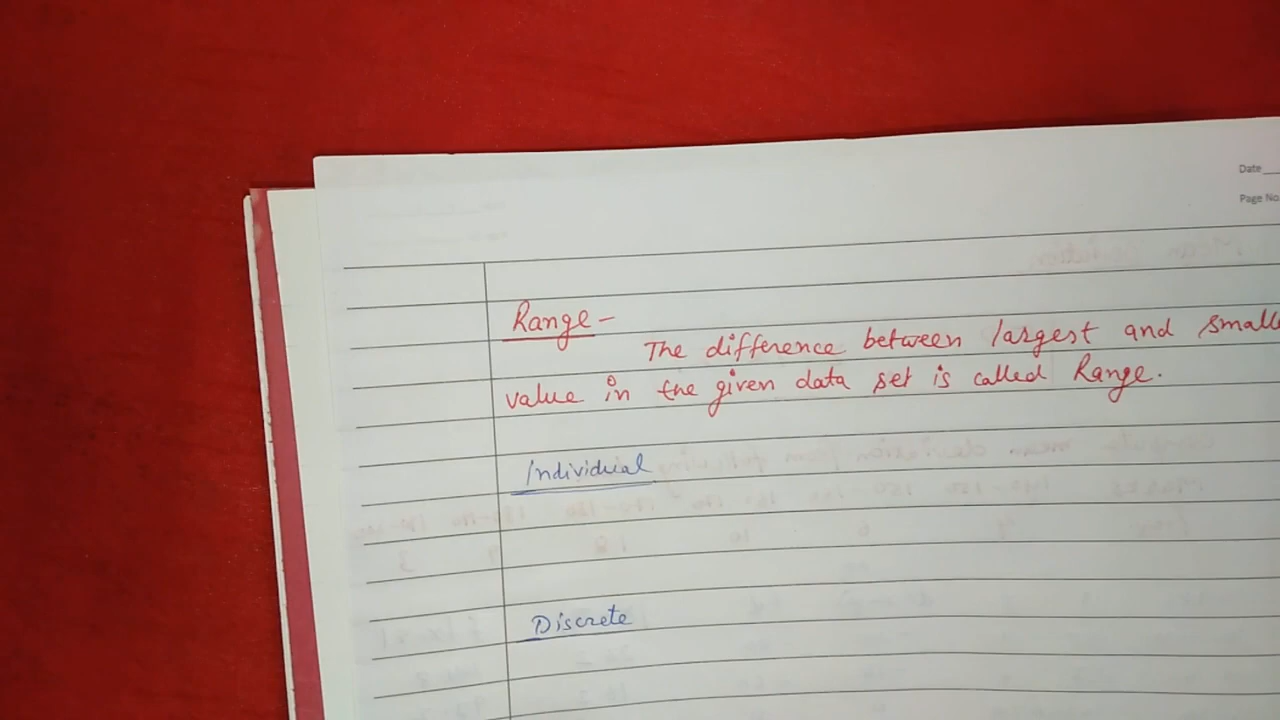 Date
Page No.
Range -
The difference between largest and small
value in the given data set is called Range.
Individual
Discrete